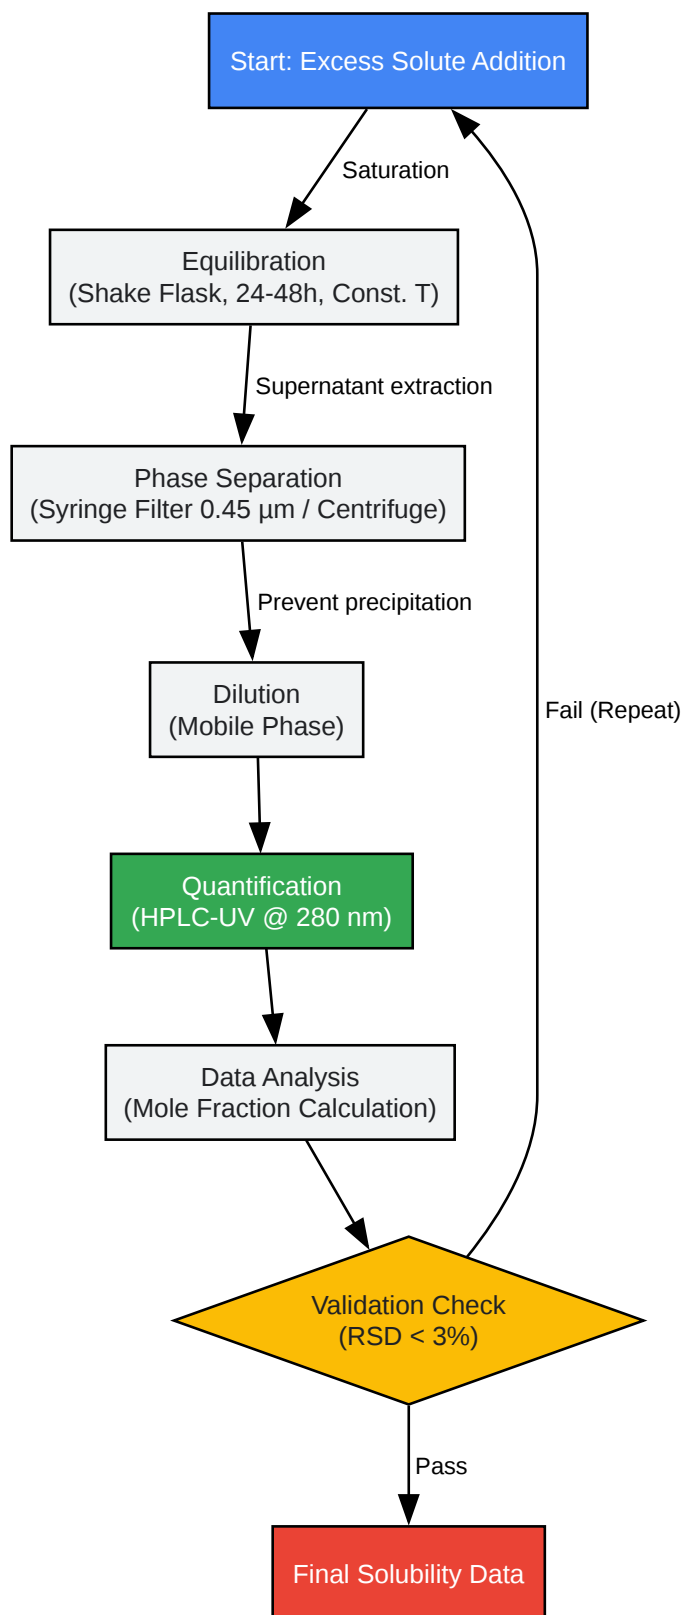 Start: Excess Solute Addition
Saturation
Equilibration
(Shake Flask, 24-48h, Const. T)
Supernatant extraction
Phase Separation
(Syringe Filter 0.45 µm / Centrifuge)
Prevent precipitation
Dilution
(Mobile Phase)
Fail (Repeat)
Quantification
(HPLC-UV @ 280 nm)
Data Analysis
(Mole Fraction Calculation)
Validation Check
(RSD < 3%)
Pass
Final Solubility Data